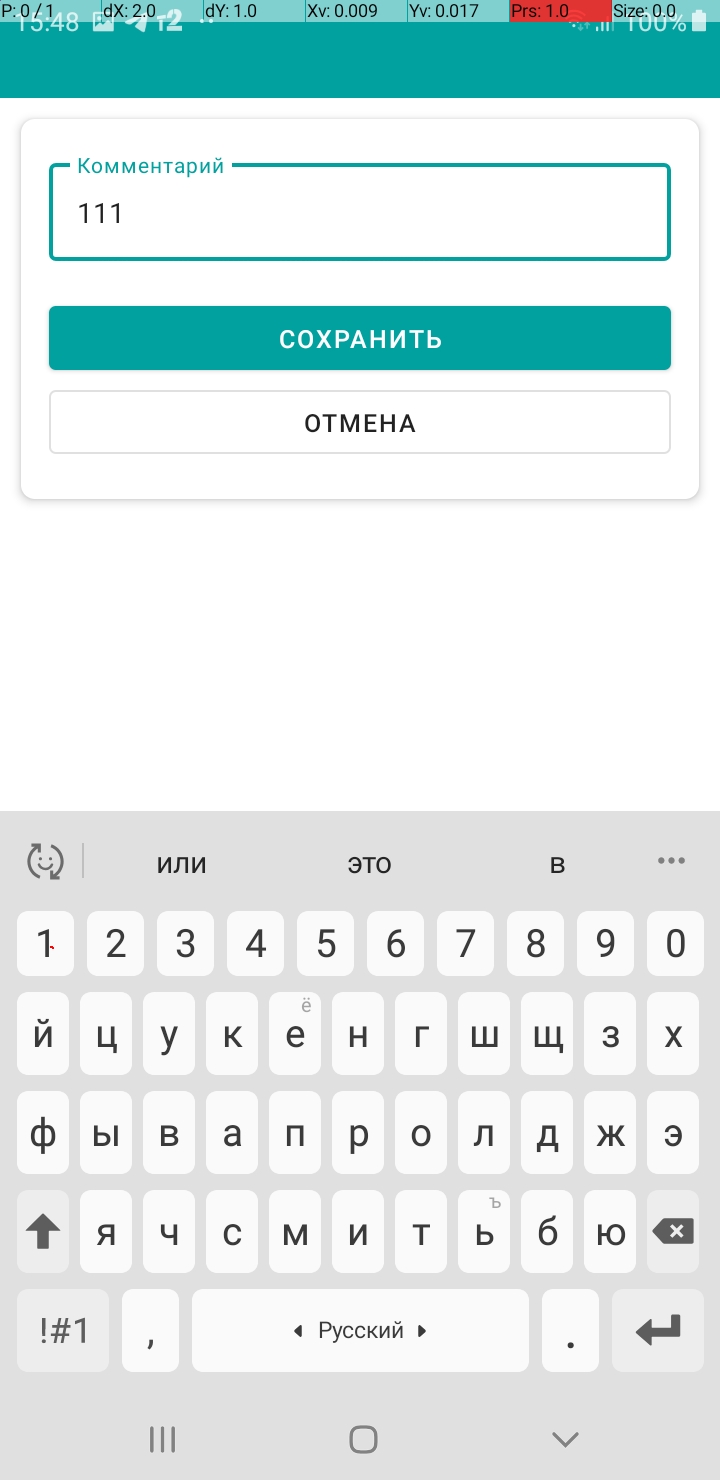 P: 0 / 1 dX: 2.0 dY: 1.0 Xv: 0.009 Yv: 0.017 Prs: 1.0 Size: 0.0
15:48 т2 100%
Комментарий
111
СОХРАНИТЬ
ОТМЕНА
или это в
1 2 3 4 5 6 7 8 9 0
ё
й ц у к е н г ш щ з х
ф ы в а п р о л д ж э
ъ
я ч с м и т ь б ю
!#1 , Русский .